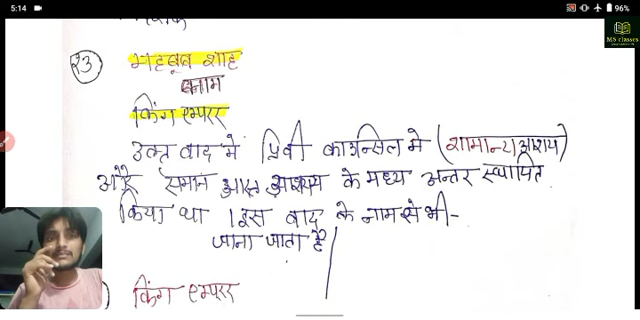 5:14
96%
MS classes
23
महबूब शाह
बनाम
किंग एम्परर
उक्त वाद में प्रिवी काउन्सिल मे (सामान्य आशय)
और समान आशय के मध्य अन्तर स्थापित
किया था । इस वाद के नाम से भी-
जाना जाता है
किंग एम्परर